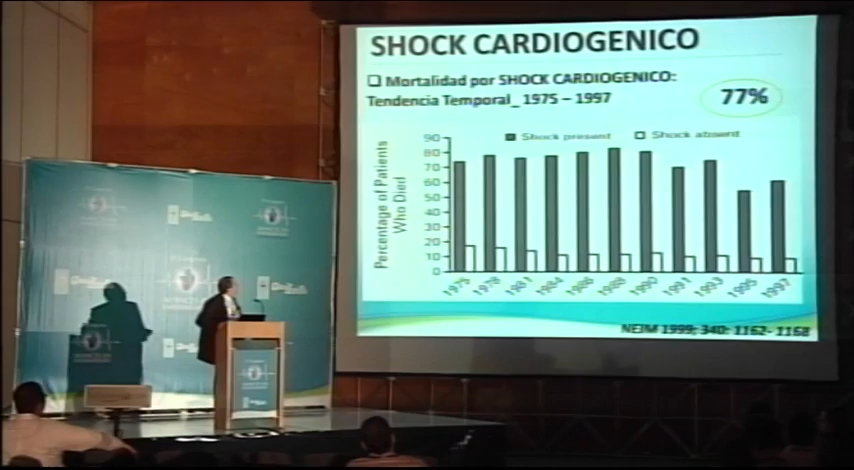 SHOCK CARDIOGENICO
Mortalidad por SHOCK CARDIOGENICO:
Tendencia Temporal_ 1975 – 1997
77%
Shock present
Shock absent
Percentage of Patients
Who Died
90
80
70
60
50
40
30
20
10
0
1975
1978
1981
1984
1986
1988
1990
1991
1993
1995
1997
NEJM 1999; 340: 1162- 1168